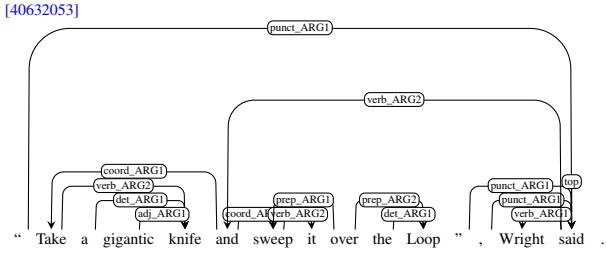 [40632053]
punct_ARG1
verb_ARG2
coord_ARG1
verb_ARG2
punct_ARG1
top
det_ARG1
prep_ARG1
prep_ARG2
punct_ARG1
adj_ARG1
coord_AR
verb_ARG2
det_ARG1
verb_ARG1
“ Take a gigantic knife and sweep it over the Loop ” , Wright said .